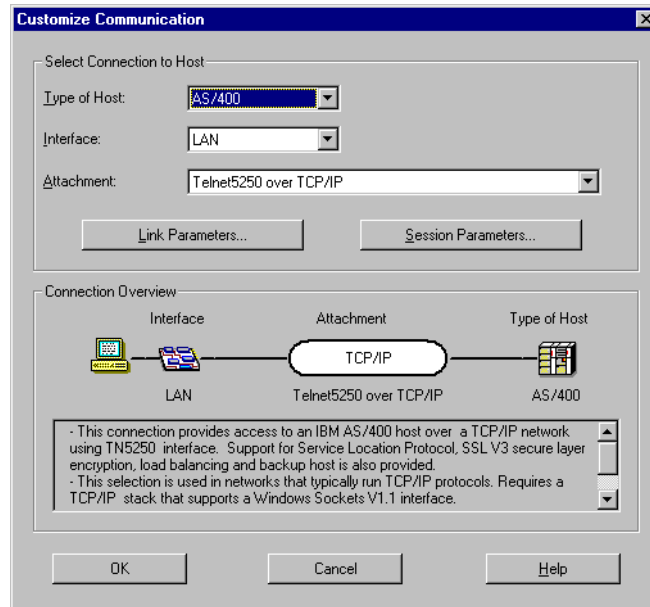 Customize Communication
Select Connection to Host
Type of Host:
AS/400
Interface:
LAN
Attachment:
Telnet5250 over TCP/IP
Link Parameters...
Session Parameters...
Connection Overview
Interface
Attachment
Type of Host
TCP/IP
LAN
Telnet5250 over TCP/IP
AS/400
- This connection provides access to an IBM AS/400 host over a TCP/IP network
using TN5250 interface. Support for Service Location Protocol, SSL V3 secure layer
encryption, load balancing and backup host is also provided.
- This selection is used in networks that typically run TCP/IP protocols. Requires a
TCP/IP stack that supports a Windows Sockets V1.1 interface.
OK
Cancel
Help